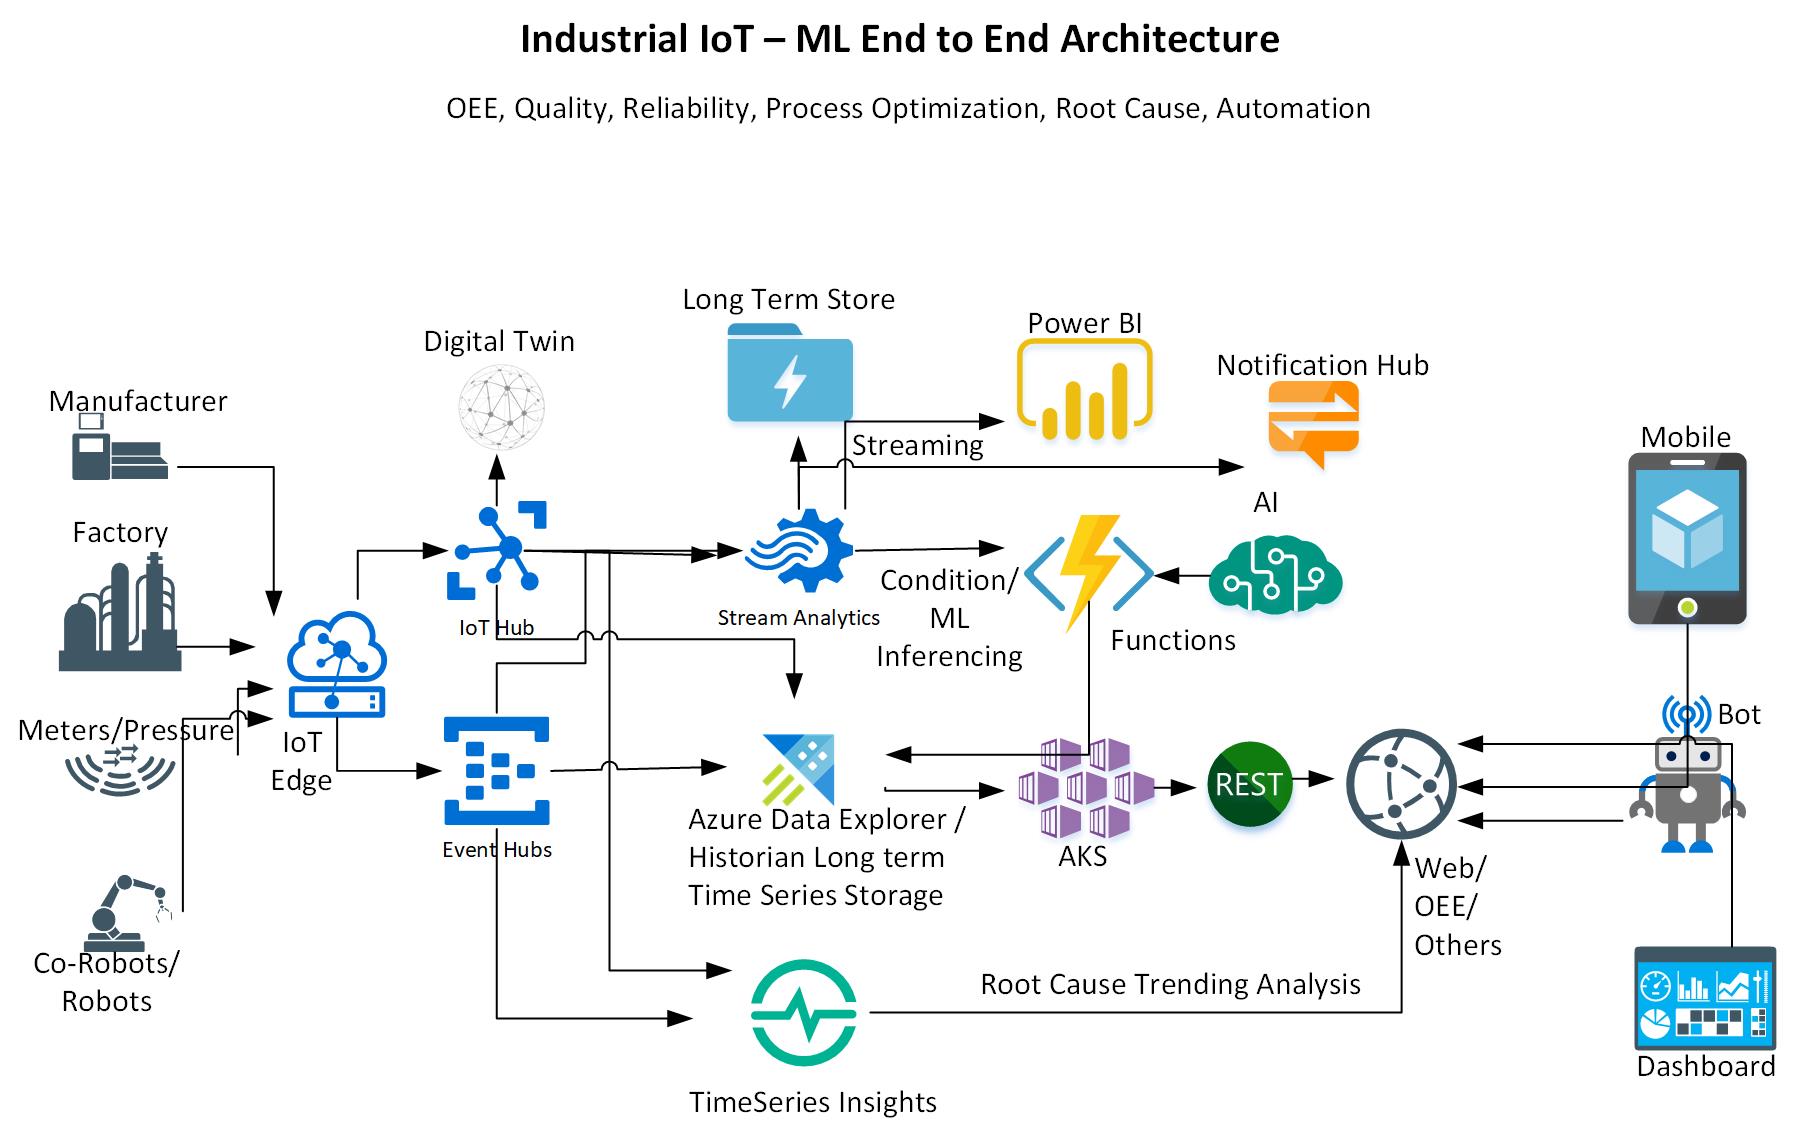 Industrial IoT – ML End to End Architecture
OEE, Quality, Reliability, Process Optimization, Root Cause, Automation
Long Term Store
Power BI
Digital Twin
Notification Hub
Manufacturer
Streaming
Mobile
AI
Factory
Condition/
ML
Inferencing
Stream Analytics
IoT Hub
Functions
Meters/Pressure
IoT
Edge
Bot
REST
Azure Data Explorer /
Historian Long term
Time Series Storage
Event Hubs
AKS
Web/
OEE/
Others
Co-Robots/
Robots
Root Cause Trending Analysis
Dashboard
TimeSeries Insights